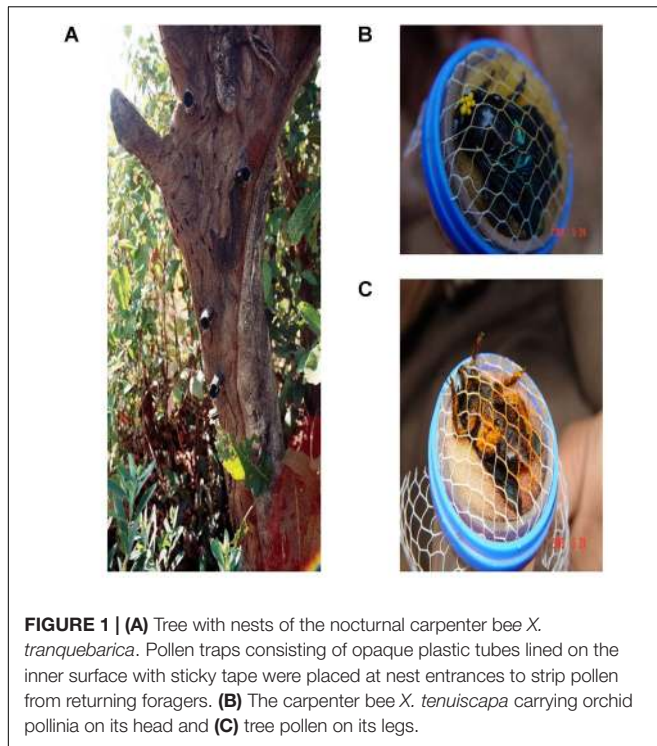 A
B
C
FIGURE 1 | (A) Tree with nests of the nocturnal carpenter bee X.
tranquebarica. Pollen traps consisting of opaque plastic tubes lined on the
inner surface with sticky tape were placed at nest entrances to strip pollen
from returning foragers. (B) The carpenter bee X. tenuiscapa carrying orchid
pollinia on its head and (C) tree pollen on its legs.